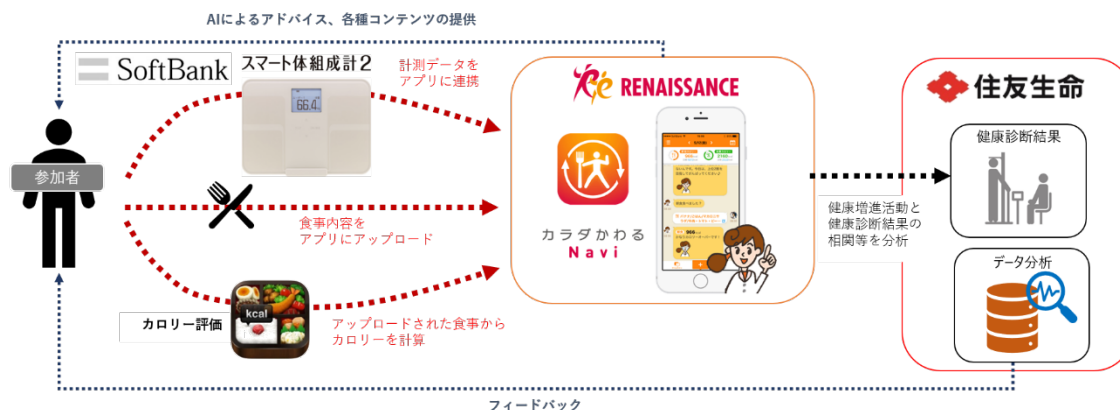 AIによるアドバイス、各種コンテンツの提供
SoftBank
スマート体組成計2
66.4
計測データを
アプリに連携
参加者
食事内容を
アプリにアップロード
カロリー評価
kcal
アップロードされた食事から
カロリーを計算
RENAISSANCE
カラダかわる
Navi
健康増進活動と
健康診断結果の
相関等を分析
住友生命
健康診断結果
データ分析
フィードバック